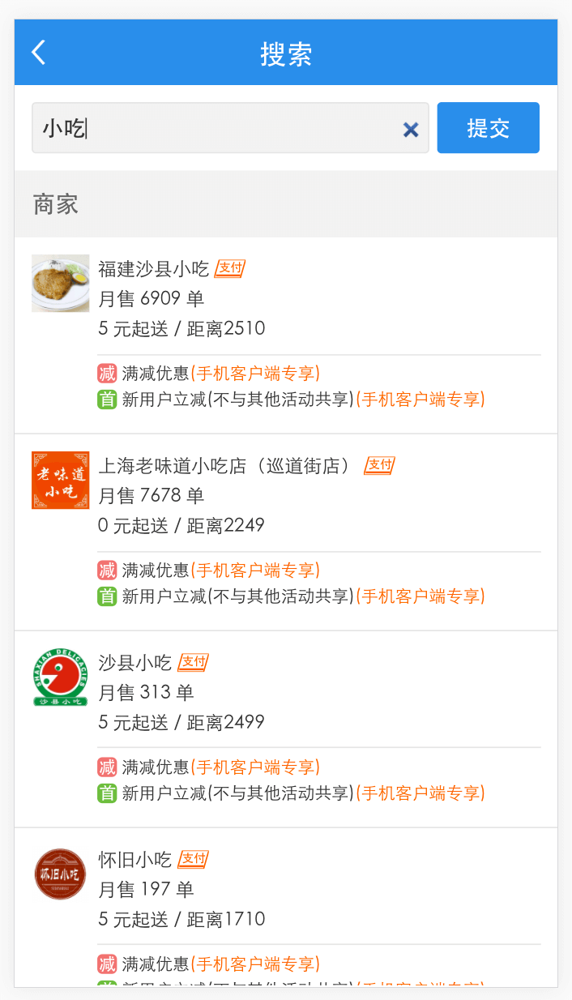 搜索
小吃
提交
商家
福建沙县小吃 支付
月售 6909 单
5 元起送 / 距离2510
减 满减优惠(手机客户端专享)
首 新用户立减(不与其他活动共享)(手机客户端专享)
老味道
小吃
上海老味道小吃店（巡道街店） 支付
月售 7678 单
0 元起送 / 距离2249
减 满减优惠(手机客户端专享)
首 新用户立减(不与其他活动共享)(手机客户端专享)
SHAXIAN DELICACIES
沙县小吃
沙县小吃 支付
月售 313 单
5 元起送 / 距离2499
减 满减优惠(手机客户端专享)
首 新用户立减(不与其他活动共享)(手机客户端专享)
怀旧小吃
怀旧小吃 支付
月售 197 单
5 元起送 / 距离1710
减 满减优惠(手机客户端专享)